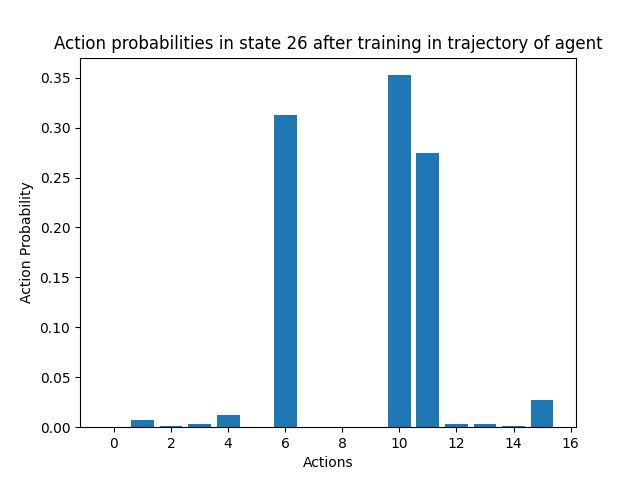 Action probabilities in state 26 after training in trajectory of agent
0.35
0.30
0.25
0.20
0.15
0.10
0.05
0.00
Action Probability
0 2 4 6 8 10 12 14 16
Actions